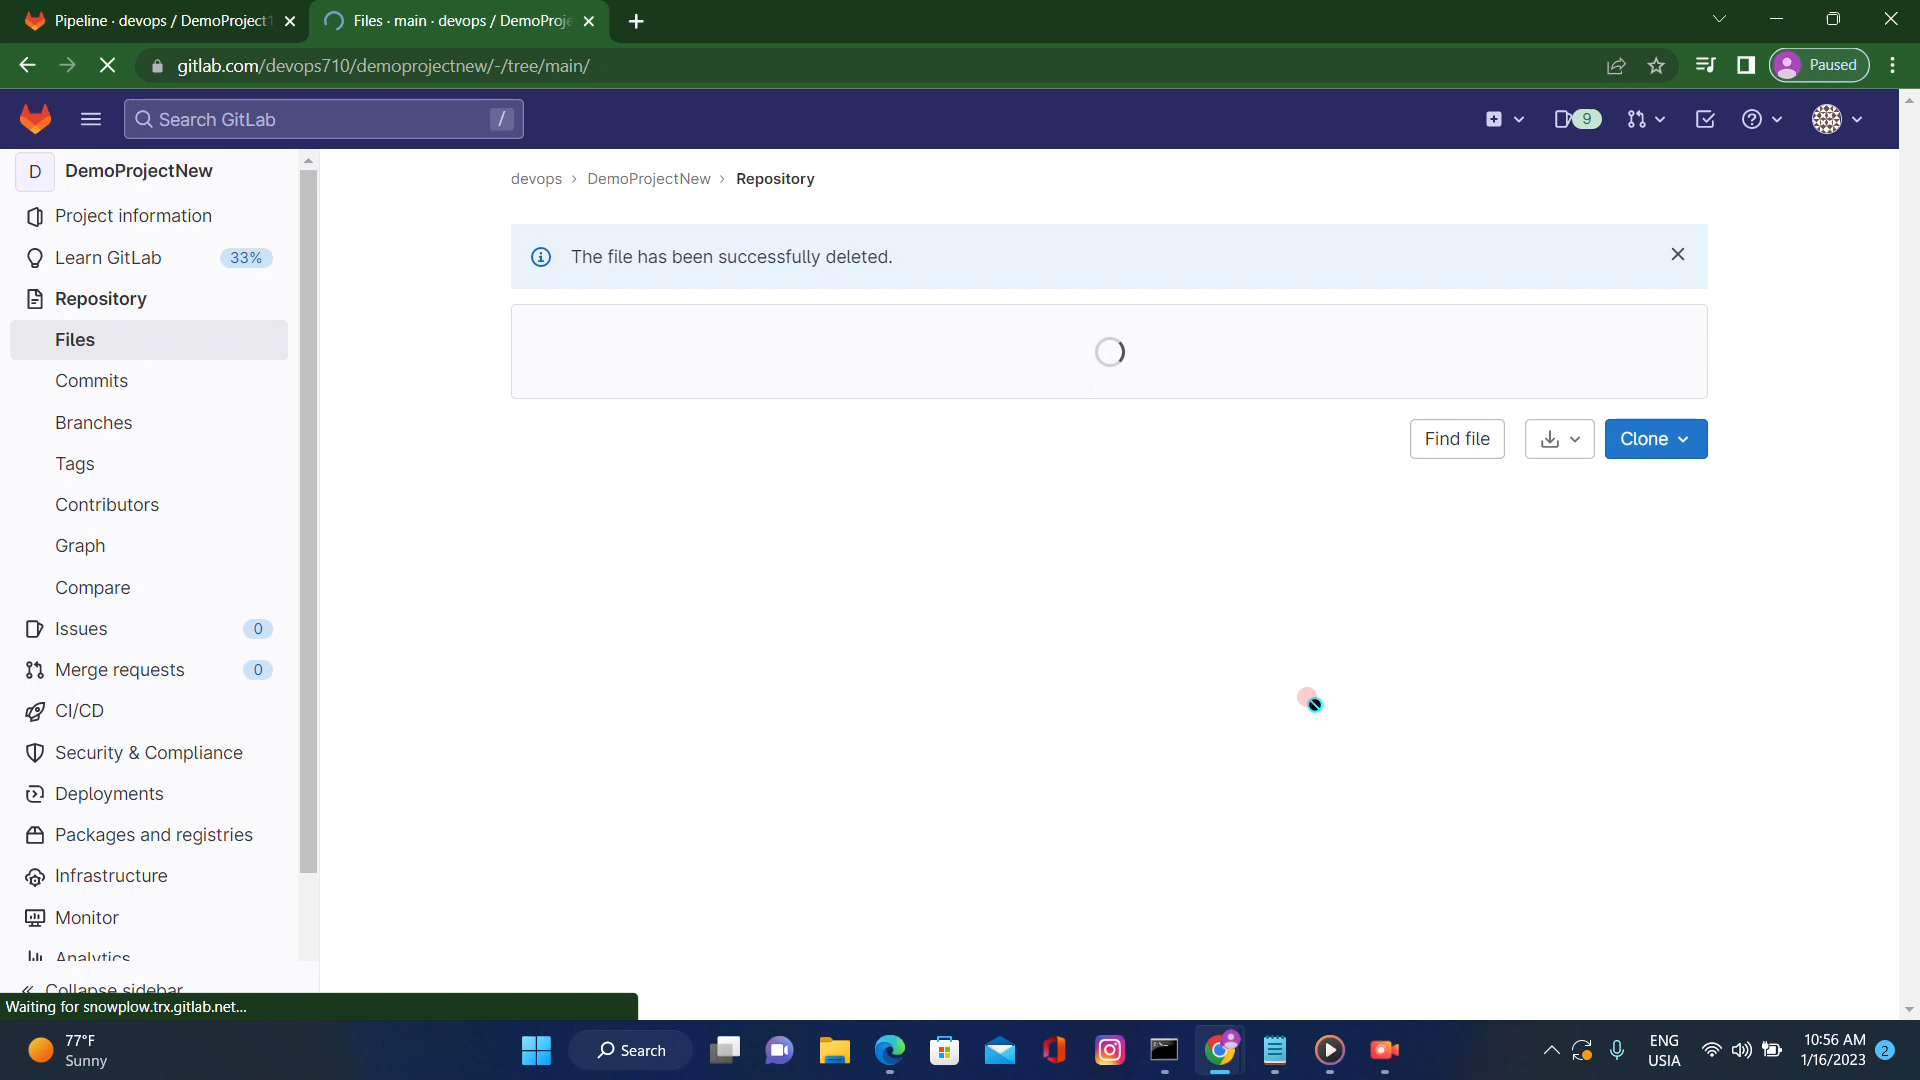 Pipeline · devops / DemoProject1
Files · main · devops / DemoProje
gitlab.com/devops710/demoprojectnew/-/tree/main/
Paused
Search GitLab
/
9
D
DemoProjectNew
Project information
Learn GitLab
33%
Repository
Files
Commits
Branches
Tags
Contributors
Graph
Compare
Issues
0
Merge requests
0
CI/CD
Security & Compliance
Deployments
Packages and registries
Infrastructure
Monitor
Analytics
Collapse sidebar
devops > DemoProjectNew > Repository
The file has been successfully deleted.
Find file
Clone
Waiting for snowplow.trx.gitlab.net...
77°F
Sunny
Search
ENG
USIA
10:56 AM
1/16/2023
2